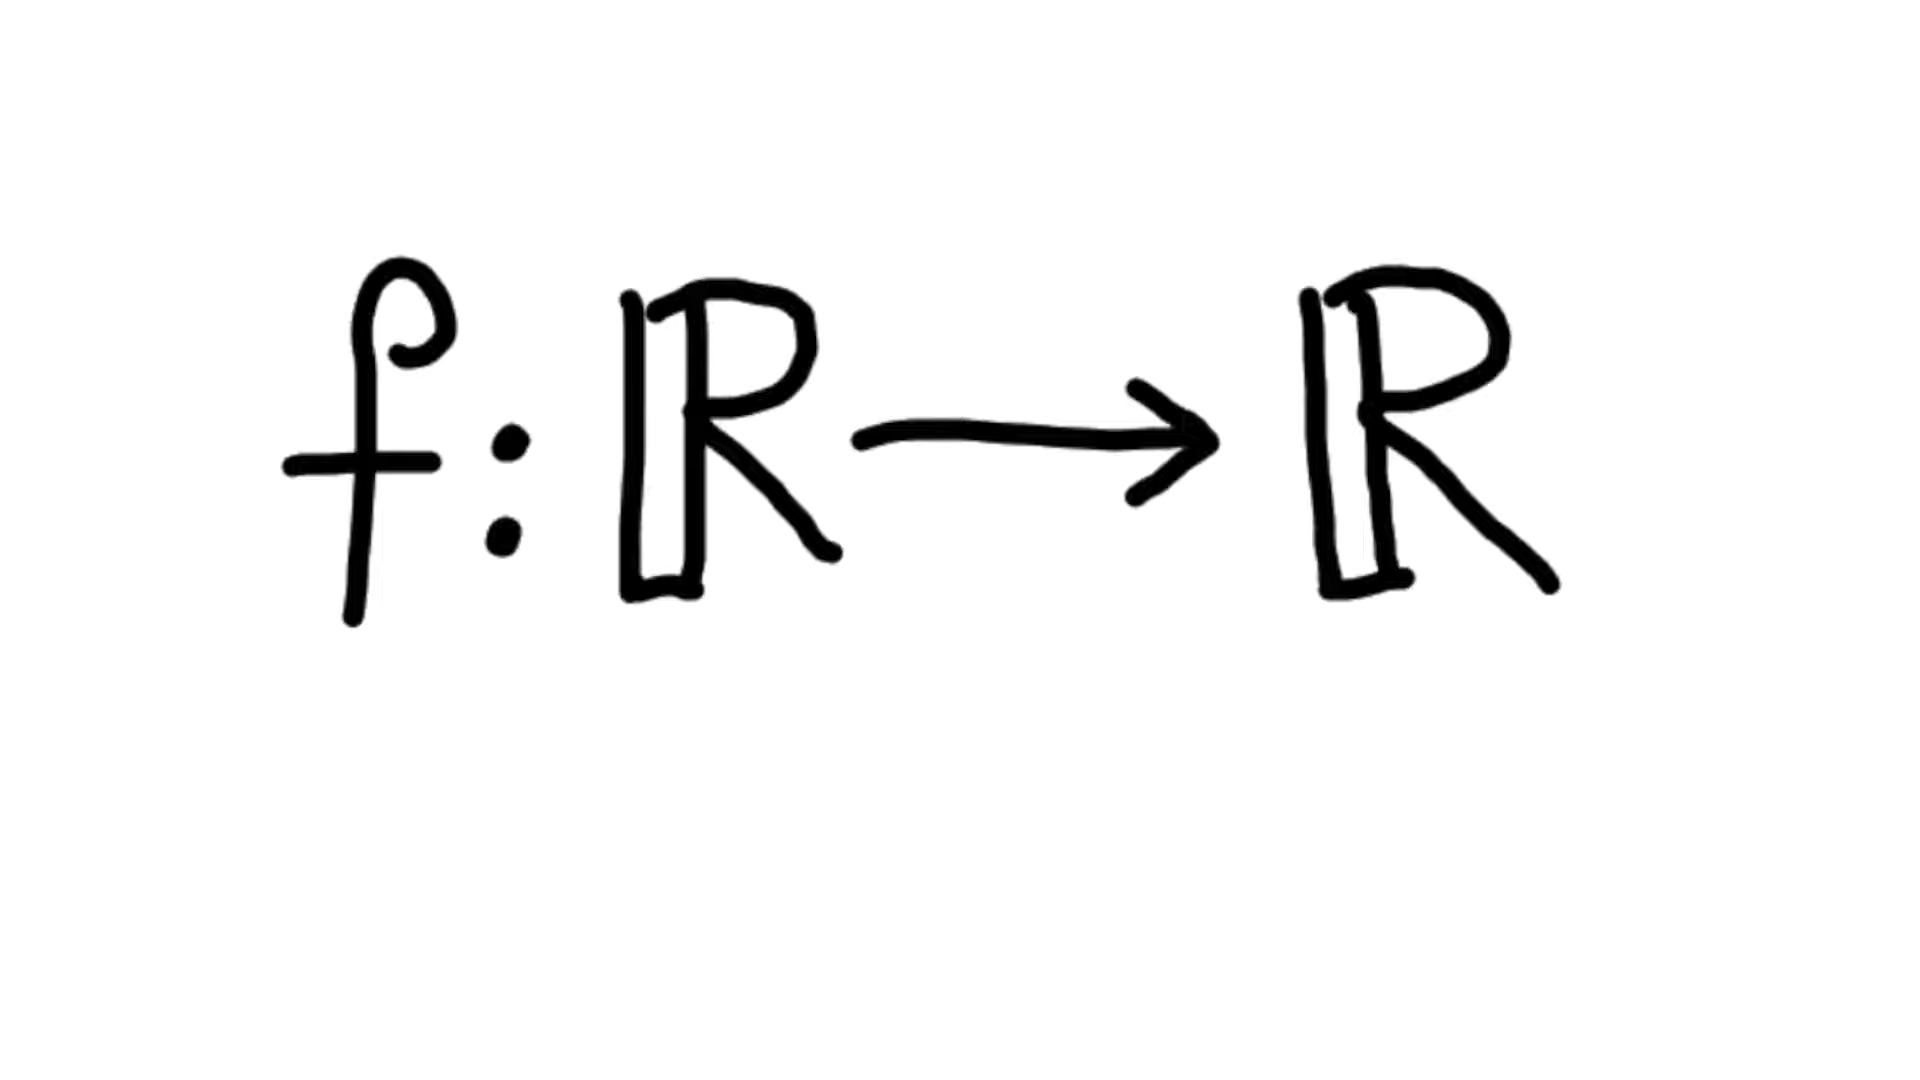 f: ℝ → ℝ